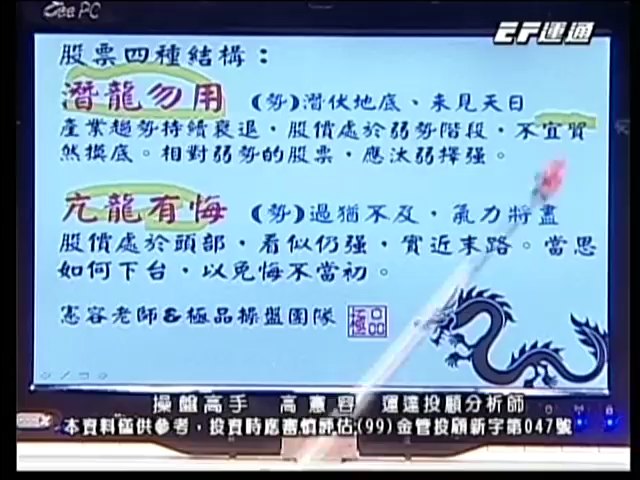 Eee PC
EF運通
股票四種結構：
潛龍勿用 (勢)潛伏地底、未見天日
產業趨勢持續衰退，股價處於弱勢階段，不宜貿
然摸底。相對弱勢的股票，應汰弱擇強。
亢龍有悔 (勢)過猶不及，氣力將盡
股價處於頭部，看似仍強，實近末路。當思
如何下台，以免悔不當初。
憲容老師&極品操盤團隊 極品
操盤高手 高憲容 運達投顧分析師
本資料僅供參考，投資時應審慎評估(99)金管投顧新字第047號